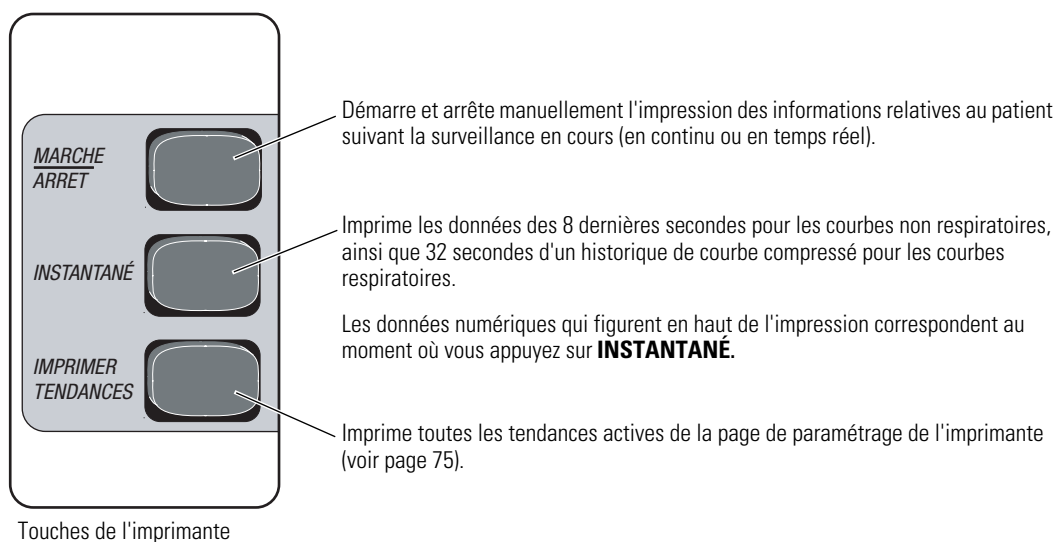 Démarre et arrête manuellement l'impression des informations relatives au patient
suivant la surveillance en cours (en continu ou en temps réel).
MARCHE
ARRET
Imprime les données des 8 dernières secondes pour les courbes non respiratoires,
ainsi que 32 secondes d'un historique de courbe compressé pour les courbes
respiratoires.
INSTANTANÉ
Les données numériques qui figurent en haut de l'impression correspondent au
moment où vous appuyez sur INSTANTANÉ.
IMPRIMER
TENDANCES
Imprime toutes les tendances actives de la page de paramétrage de l'imprimante
(voir page 75).
Touches de l'imprimante